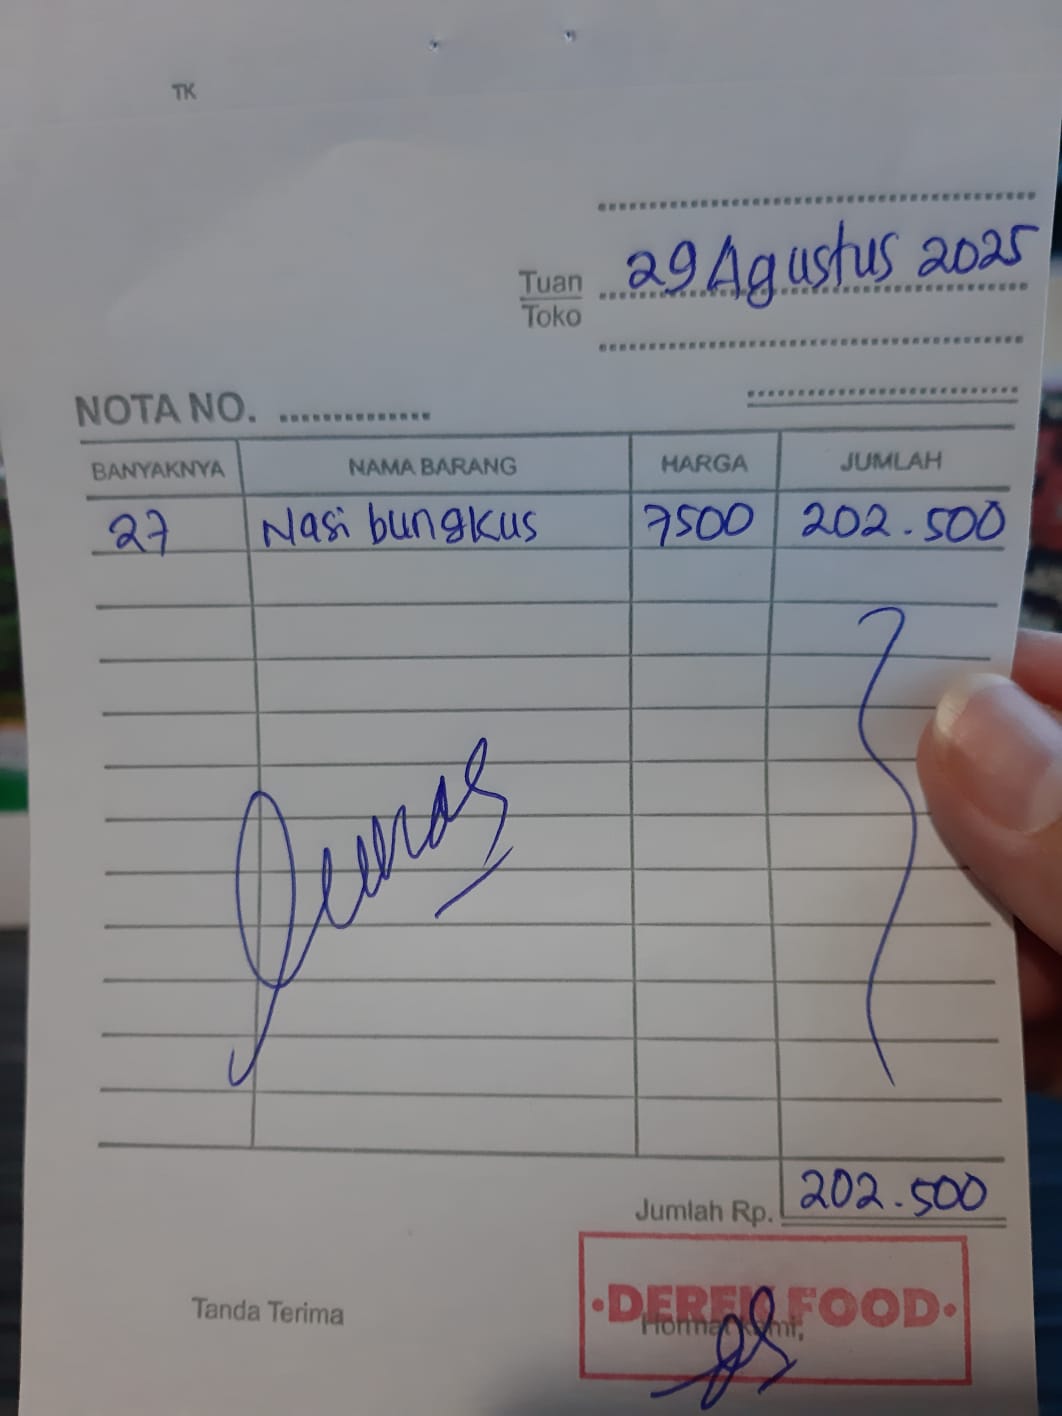 TK
29 Agustus 2025
Tuan
Toko
NOTA NO.
BANYAKNYA NAMA BARANG HARGA JUMLAH
27 Nasi bungkus 7500 202.500
Jumlah Rp. 202.500
Tanda Terima
Hormat kami,
DEREK FOOD